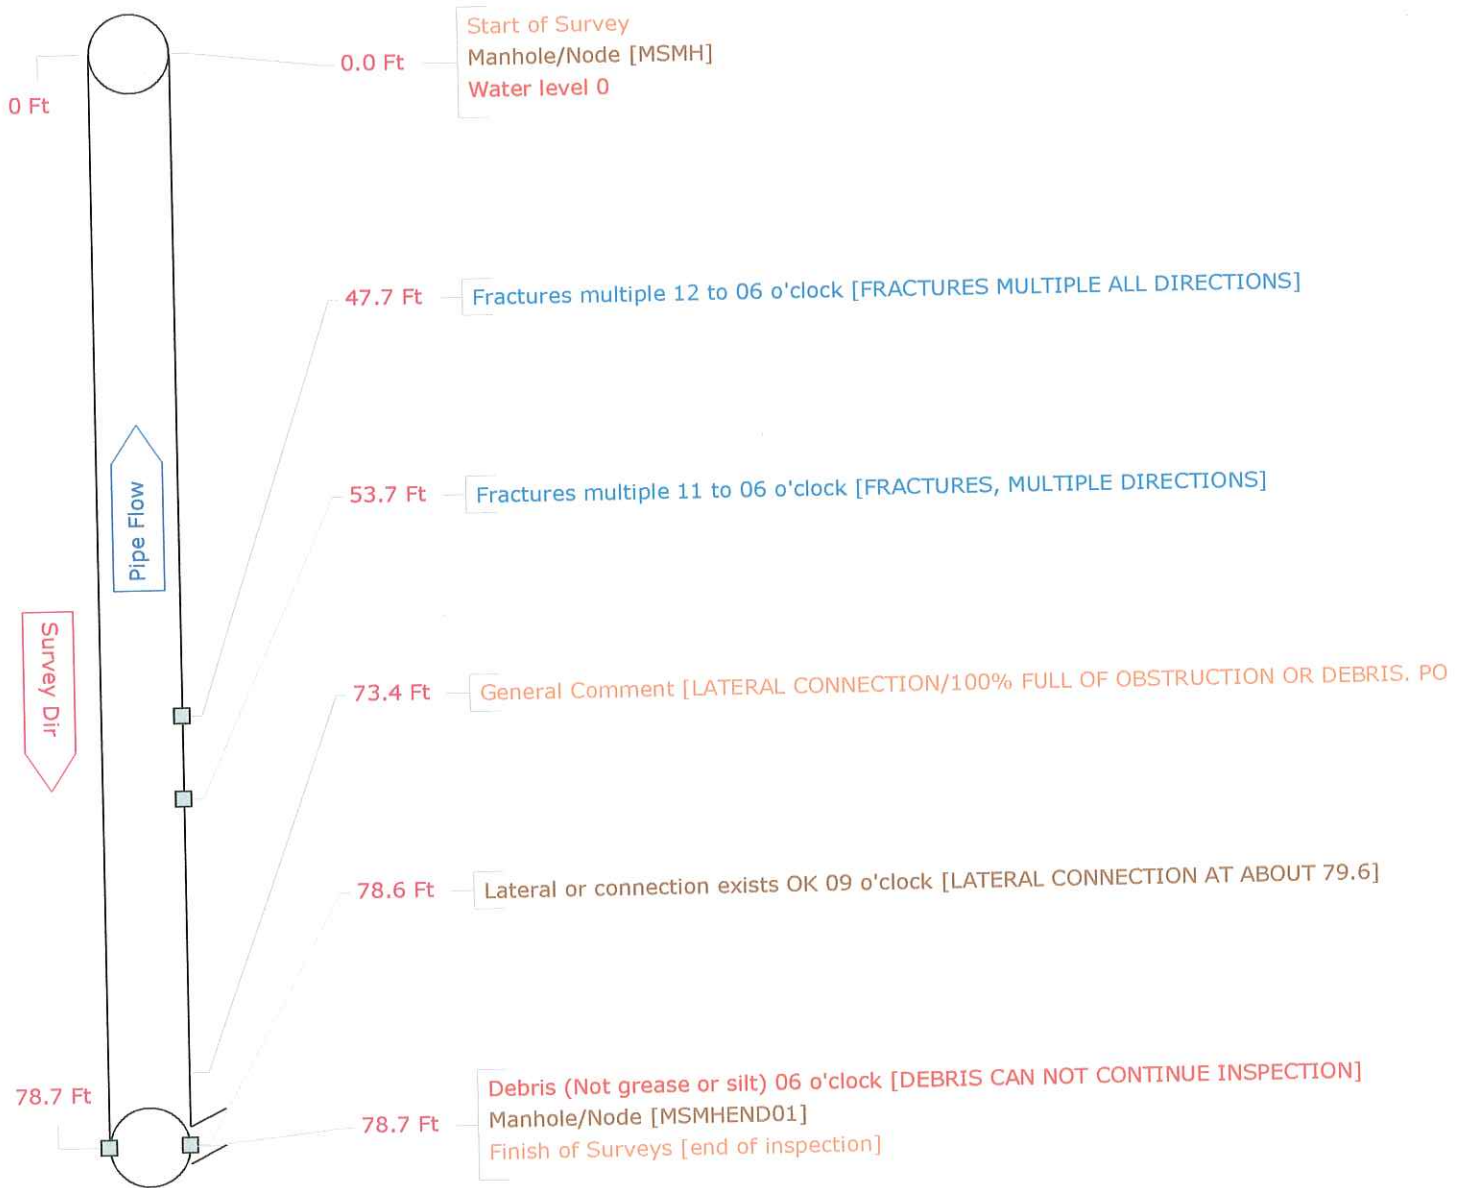 Start of Survey
0.0 Ft
Manhole/Node [MSMH]
Water level 0
0 Ft
47.7 Ft
Fractures multiple 12 to 06 o'clock [FRACTURES MULTIPLE ALL DIRECTIONS]
53.7 Ft
Fractures multiple 11 to 06 o'clock [FRACTURES, MULTIPLE DIRECTIONS]
Pipe Flow
Survey Dir
73.4 Ft
General Comment [LATERAL CONNECTION/100% FULL OF OBSTRUCTION OR DEBRIS. PO
78.6 Ft
Lateral or connection exists OK 09 o'clock [LATERAL CONNECTION AT ABOUT 79.6]
78.7 Ft
Debris (Not grease or silt) 06 o'clock [DEBRIS CAN NOT CONTINUE INSPECTION]
78.7 Ft
Manhole/Node [MSMHEND01]
Finish of Surveys [end of inspection]